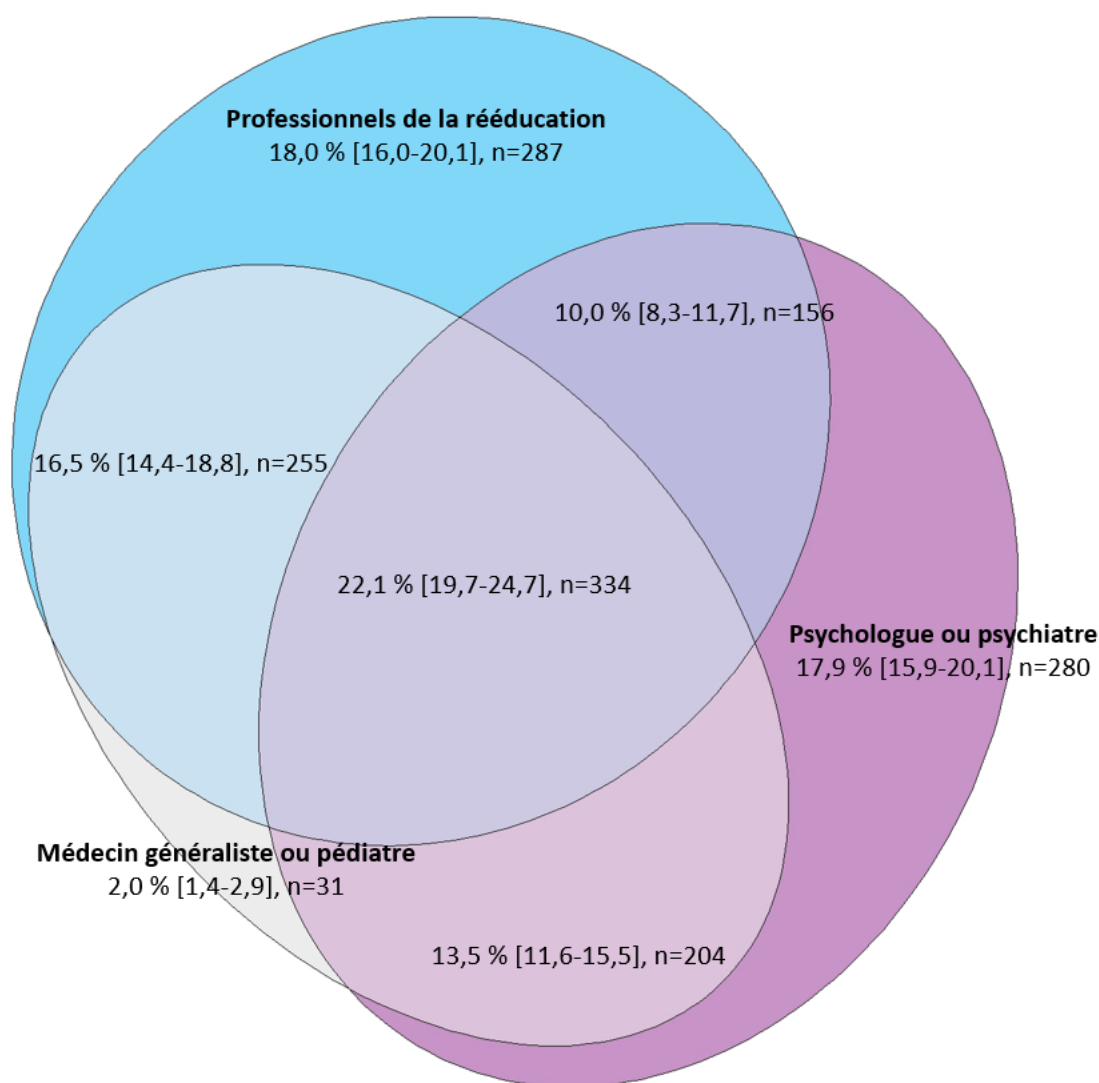 Professionnels de la rééducation
18,0 % [16,0-20,1], n=287
10,0 % [8,3-11,7], n=156
16,5 % [14,4-18,8], n=255
22,1 % [19,7-24,7], n=334
Psychologue ou psychiatre
17,9 % [15,9-20,1], n=280
Médecin généraliste ou pédiatre
2,0 % [1,4-2,9], n=31
13,5 % [11,6-15,5], n=204